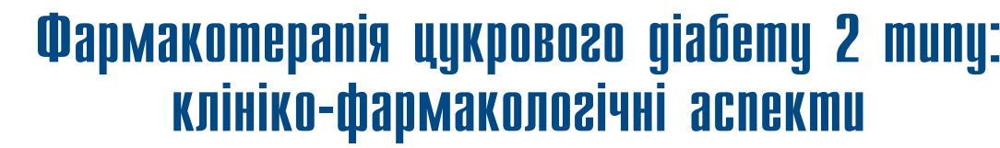 Фармакотерапія цукрового діабету 2 типу:
клініко-фармакологічні аспекти